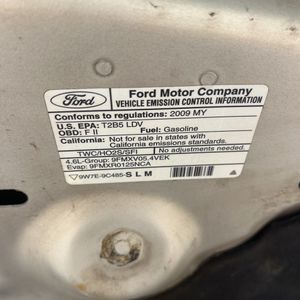 Ford
Ford Motor Company
VEHICLE EMISSION CONTROL INFORMATION
Conforms to regulations: 2009 MY
U.S. EPA: T2B5 LDV
OBD: F II Fuel: Gasoline
California: Not for sale in states with
California emissions standards.
TWC/HO2S/SFI No adjustments needed.
4.6L-Group: 9FMXV05.4VEK
Evap: 9FMXR0125NCA
9W7E-9C485-S L M